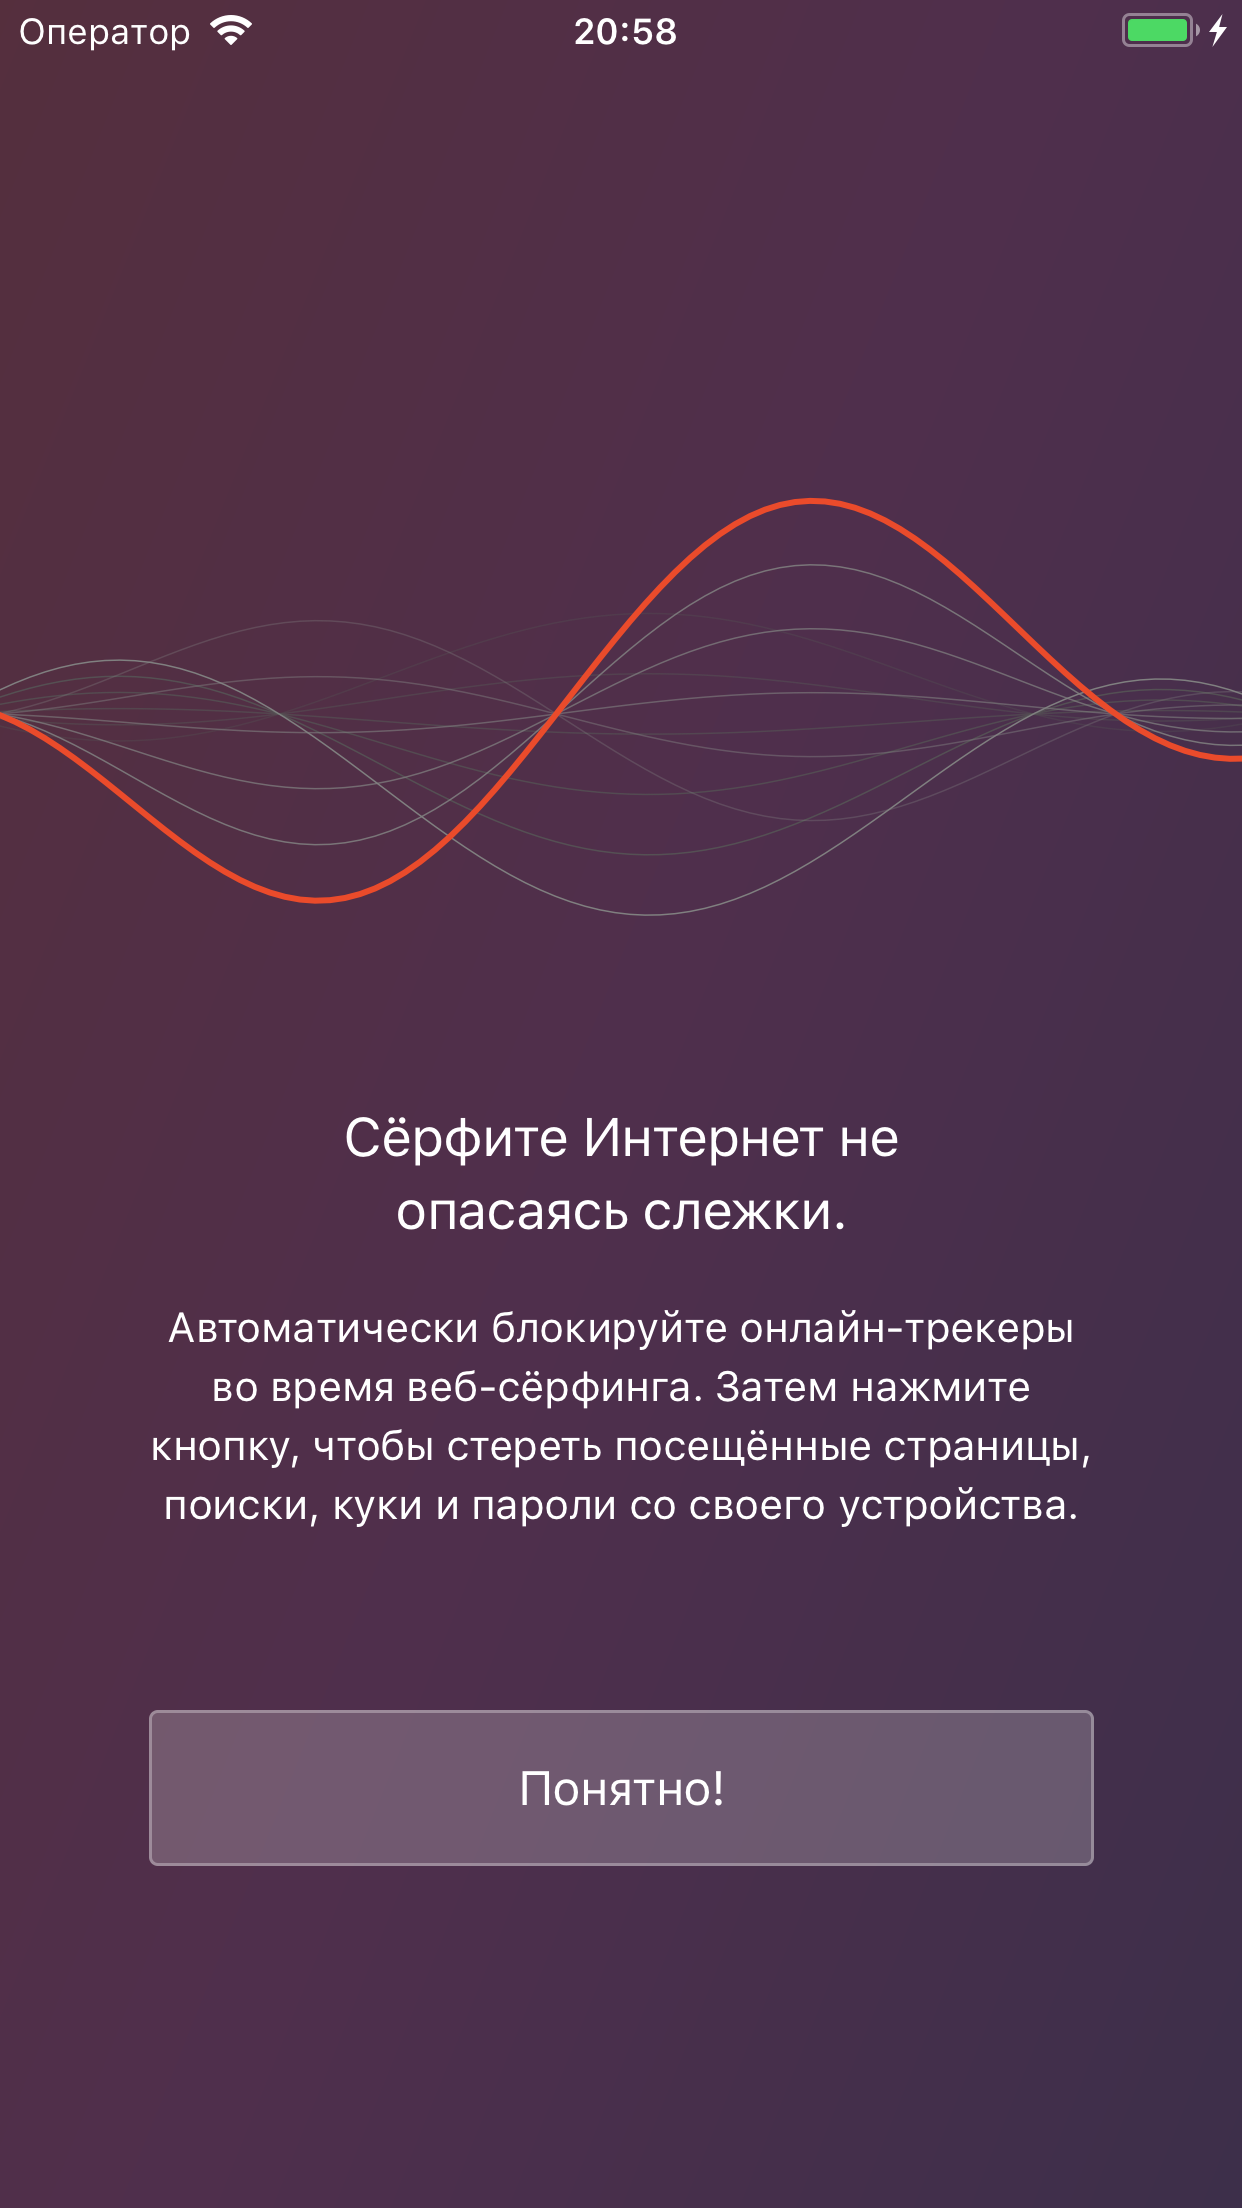 Оператор 20:58
Сёрфите Интернет не
опасаясь слежки.
Автоматически блокируйте онлайн-трекеры
во время веб-сёрфинга. Затем нажмите
кнопку, чтобы стереть посещённые страницы,
поиски, куки и пароли со своего устройства.
Понятно!